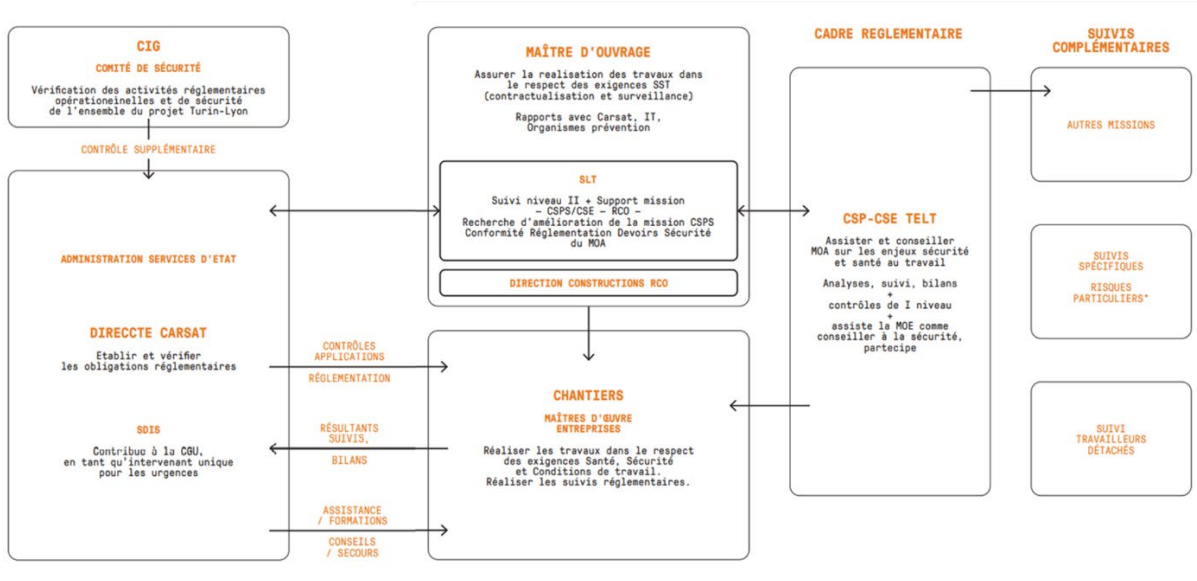 CIG
COMITÉ DE SÉCURITÉ
Vérification des activités réglementaires
opérationeinelles et de sécurité
de l'ensemble du projet Turin-Lyon
CONTRÔLE SUPPLÉMENTAIRE
ADMINISTRATION SERVICES D'ETAT
DIRECCTE CARSAT
Etablir et vérifier
les obligations réglementaires
SDIS
Contribue à la CGU,
en tant qu'intervenant unique
pour les urgences
CONTRÔLES
APPLICATIONS
RÉGLEMENTATION
RÉSULTANTS
SUIVIS,
BILANS
ASSISTANCE
/ FORMATIONS
CONSEILS
/ SECOURS
MAÎTRE D'OUVRAGE
Assurer la realisation des travaux dans
le respect des exigences SST
(contractualisation et surveillance)
Rapports avec Carsat, IT,
Organismes prévention
SLT
Suivi niveau II + Support mission
– CSPS/CSE – RCO –
Recherche d'amélioration de la mission CSPS
Conformité Réglementation Devoirs Sécurité
du MOA
DIRECTION CONSTRUCTIONS RCO
CHANTIERS
MAÎTRES D'ŒUVRE
ENTREPRISES
Réaliser les travaux dans le respect
des exigences Santé, Sécurité
et Conditions de travail.
Réaliser les suivis réglementaires.
CADRE REGLEMENTAIRE
CSP-CSE TELT
Assister et conseiller
MOA sur les enjeux sécurité
et santé au travail
Analyses, suivi, bilans
+
contrôles de I niveau
+
assiste la MOE comme
conseiller à la sécurité,
partecipe
SUIVIS
COMPLÉMENTAIRES
AUTRES MISSIONS
SUIVIS
SPÉCIFIQUES
RISQUES
PARTICULIERS*
SUIVI
TRAVAILLEURS
DÉTACHÉS